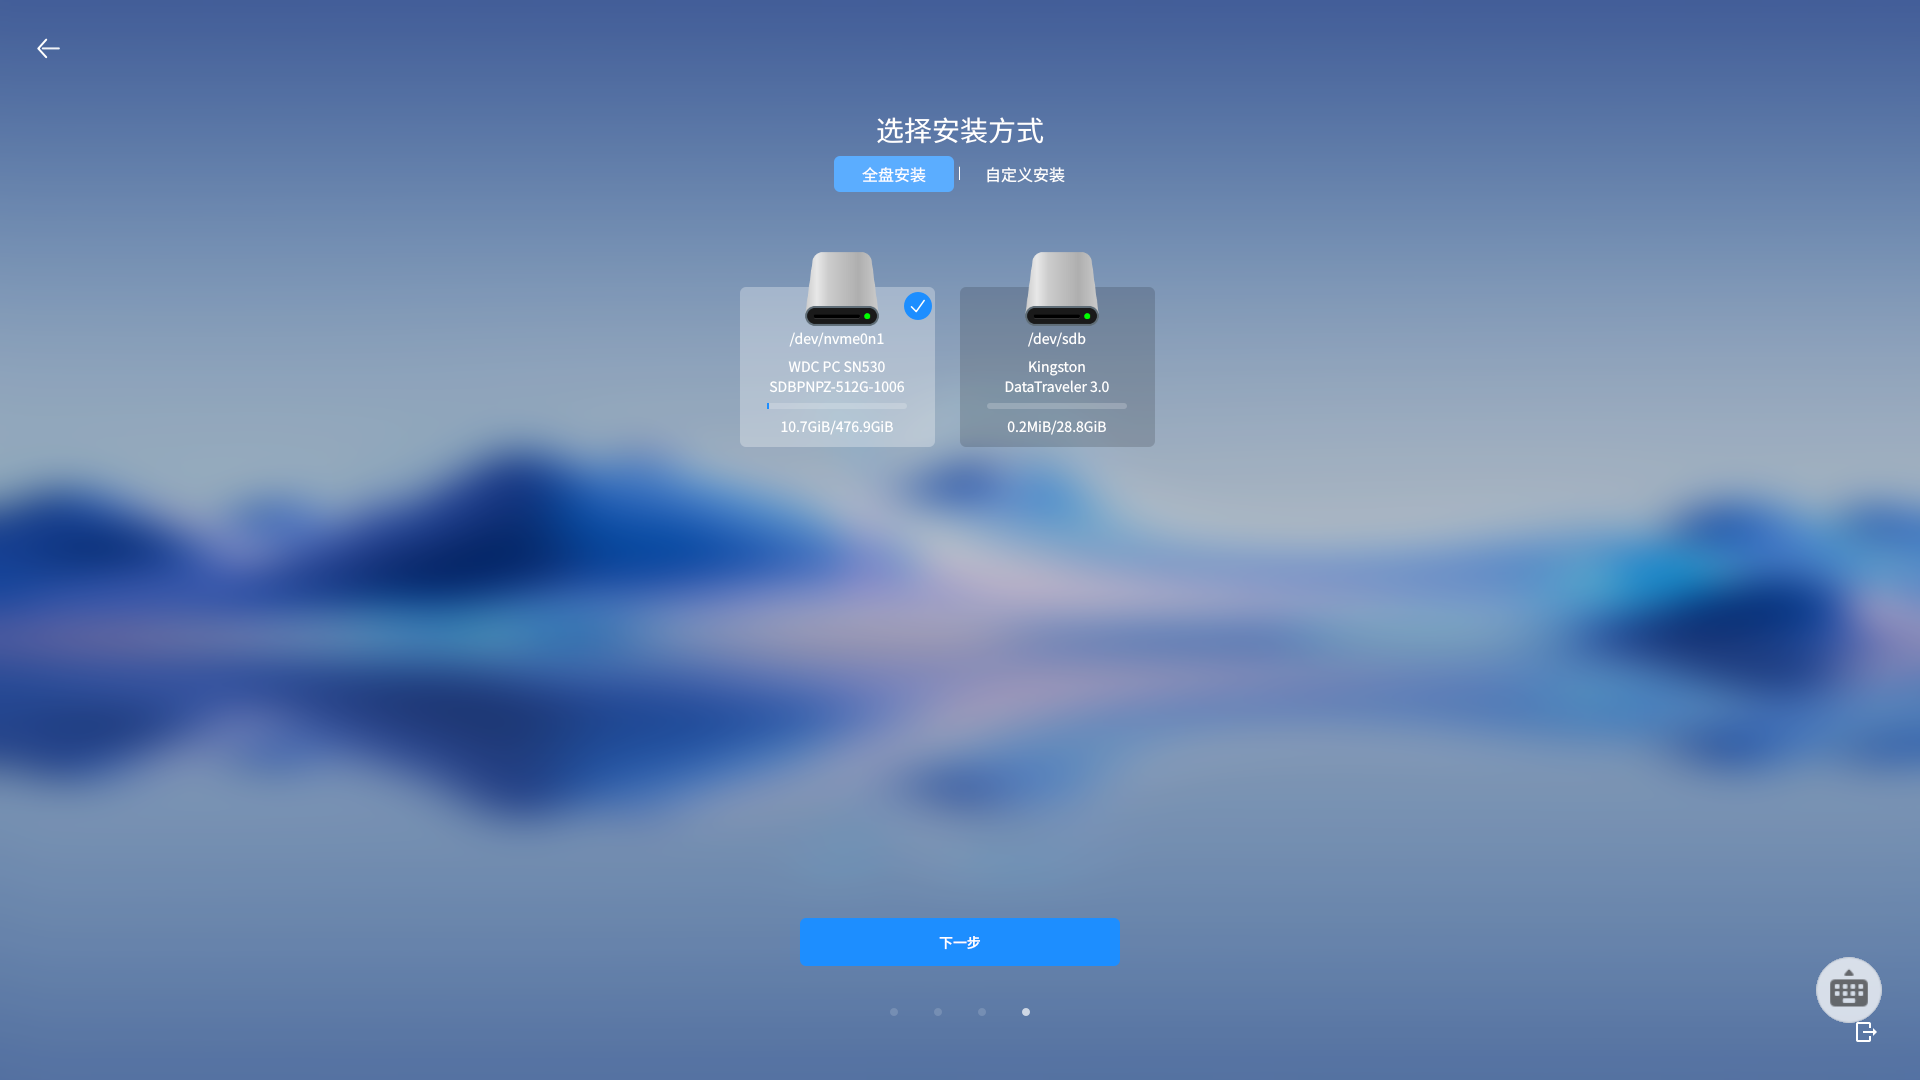 选择安装方式
全盘安装
自定义安装
/dev/nvme0n1
WDC PC SN530
SDBPNPZ-512G-1006
10.7GiB/476.9GiB
/dev/sdb
Kingston
DataTraveler 3.0
0.2MiB/28.8GiB
下一步